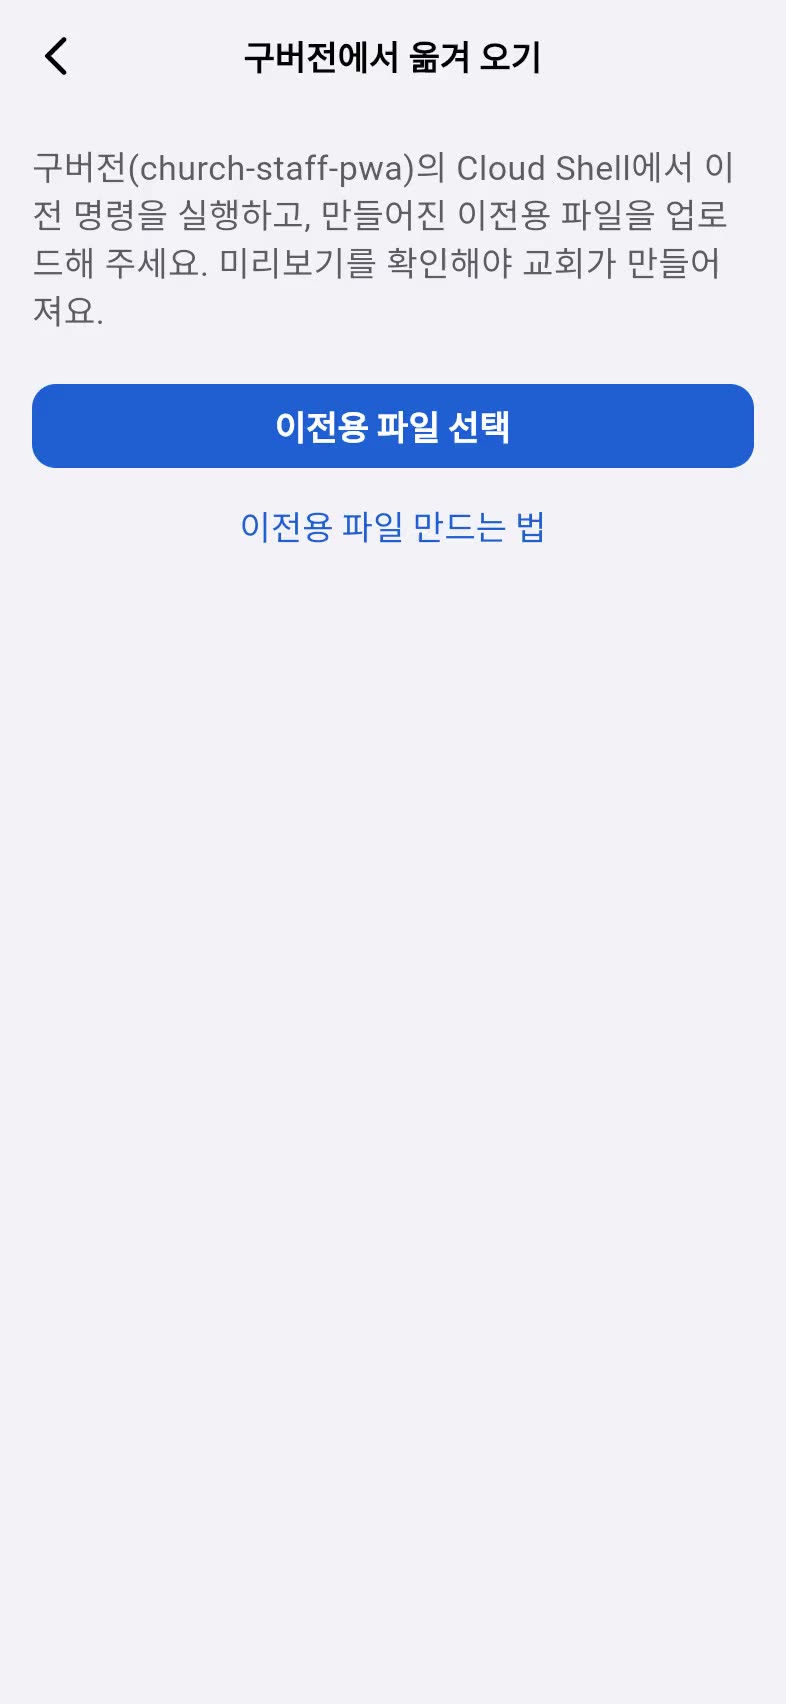 구버전에서 옮겨 오기
구버전(church-staff-pwa)의 Cloud Shell에서 이
전 명령을 실행하고, 만들어진 이전용 파일을 업로
드해 주세요. 미리보기를 확인해야 교회가 만들어
져요.
이전용 파일 선택
이전용 파일 만드는 법